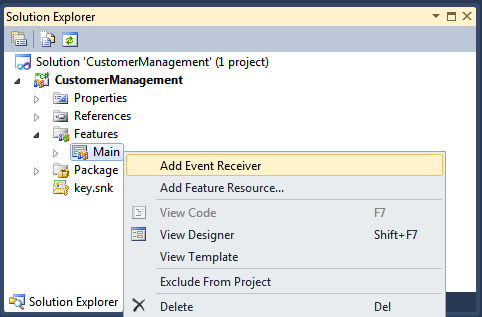 Solution Explorer
Solution 'CustomerManagement' (1 project)
CustomerManagement
Properties
References
Features
Main
Add Event Receiver
Package
Add Feature Resource...
key.snk
View Code F7
View Designer Shift+F7
View Template
Exclude From Project
Solution Explorer
Delete Del